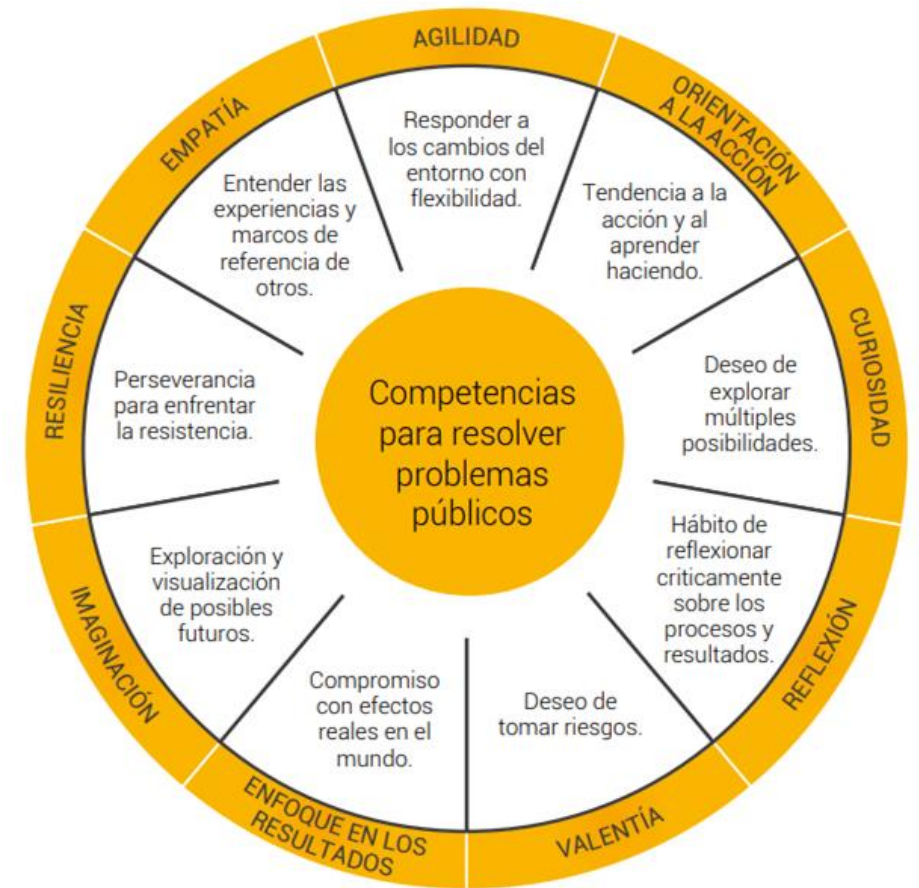 AGILIDAD
Responder a
los cambios del
entorno con
flexibilidad.
ORIENTACIÓN
A LA ACCIÓN
Tendencia a la
acción y al
aprender
haciendo.
CURIOSIDAD
Deseo de
explorar
múltiples
posibilidades.
REFLEXIÓN
Hábito de
reflexionar
criticamente
sobre los
procesos y
resultados.
VALENTÍA
Deseo de
tomar riesgos.
ENFOQUE EN LOS
RESULTADOS
Compromiso
con efectos
reales en el
mundo.
IMAGINACIÓN
Exploración y
visualización
de posibles
futuros.
RESILIENCIA
Perseverancia
para enfrentar
la resistencia.
EMPATÍA
Entender las
experiencias y
marcos de
referencia de
otros.
Competencias
para resolver
problemas
públicos